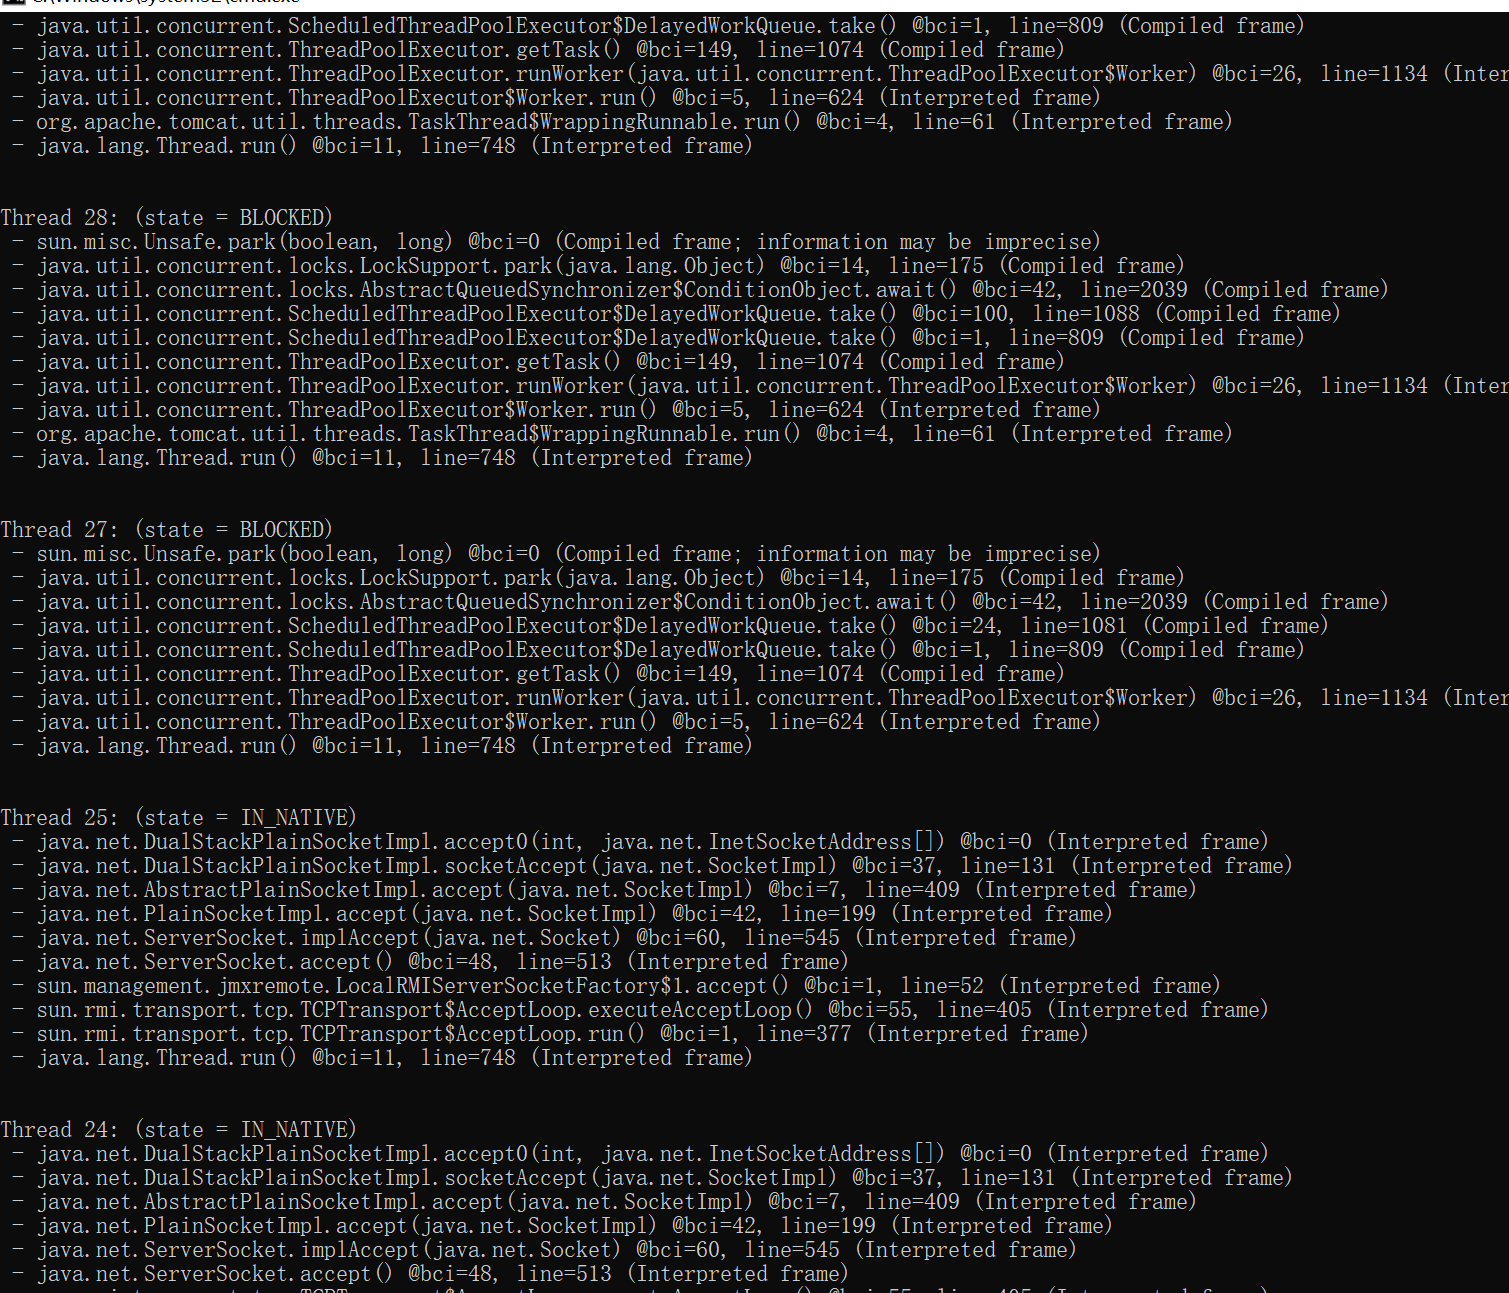 C:\Windows\system32\cmd.exe
- java.util.concurrent.ScheduledThreadPoolExecutor$DelayedWorkQueue.take() @bci=1, line=809 (Compiled frame)
- java.util.concurrent.ThreadPoolExecutor.getTask() @bci=149, line=1074 (Compiled frame)
- java.util.concurrent.ThreadPoolExecutor.runWorker(java.util.concurrent.ThreadPoolExecutor$Worker) @bci=26, line=1134 (Inter
- java.util.concurrent.ThreadPoolExecutor$Worker.run() @bci=5, line=624 (Interpreted frame)
- org.apache.tomcat.util.threads.TaskThread$WrappingRunnable.run() @bci=4, line=61 (Interpreted frame)
- java.lang.Thread.run() @bci=11, line=748 (Interpreted frame)
Thread 28: (state = BLOCKED)
- sun.misc.Unsafe.park(boolean, long) @bci=0 (Compiled frame; information may be imprecise)
- java.util.concurrent.locks.LockSupport.park(java.lang.Object) @bci=14, line=175 (Compiled frame)
- java.util.concurrent.locks.AbstractQueuedSynchronizer$ConditionObject.await() @bci=42, line=2039 (Compiled frame)
- java.util.concurrent.ScheduledThreadPoolExecutor$DelayedWorkQueue.take() @bci=100, line=1088 (Compiled frame)
- java.util.concurrent.ScheduledThreadPoolExecutor$DelayedWorkQueue.take() @bci=1, line=809 (Compiled frame)
- java.util.concurrent.ThreadPoolExecutor.getTask() @bci=149, line=1074 (Compiled frame)
- java.util.concurrent.ThreadPoolExecutor.runWorker(java.util.concurrent.ThreadPoolExecutor$Worker) @bci=26, line=1134 (Inter
- java.util.concurrent.ThreadPoolExecutor$Worker.run() @bci=5, line=624 (Interpreted frame)
- org.apache.tomcat.util.threads.TaskThread$WrappingRunnable.run() @bci=4, line=61 (Interpreted frame)
- java.lang.Thread.run() @bci=11, line=748 (Interpreted frame)
Thread 27: (state = BLOCKED)
- sun.misc.Unsafe.park(boolean, long) @bci=0 (Compiled frame; information may be imprecise)
- java.util.concurrent.locks.LockSupport.park(java.lang.Object) @bci=14, line=175 (Compiled frame)
- java.util.concurrent.locks.AbstractQueuedSynchronizer$ConditionObject.await() @bci=42, line=2039 (Compiled frame)
- java.util.concurrent.ScheduledThreadPoolExecutor$DelayedWorkQueue.take() @bci=24, line=1081 (Compiled frame)
- java.util.concurrent.ScheduledThreadPoolExecutor$DelayedWorkQueue.take() @bci=1, line=809 (Compiled frame)
- java.util.concurrent.ThreadPoolExecutor.getTask() @bci=149, line=1074 (Compiled frame)
- java.util.concurrent.ThreadPoolExecutor.runWorker(java.util.concurrent.ThreadPoolExecutor$Worker) @bci=26, line=1134 (Inter
- java.util.concurrent.ThreadPoolExecutor$Worker.run() @bci=5, line=624 (Interpreted frame)
- java.lang.Thread.run() @bci=11, line=748 (Interpreted frame)
Thread 25: (state = IN_NATIVE)
- java.net.DualStackPlainSocketImpl.accept0(int, java.net.InetSocketAddress[]) @bci=0 (Interpreted frame)
- java.net.DualStackPlainSocketImpl.socketAccept(java.net.SocketImpl) @bci=37, line=131 (Interpreted frame)
- java.net.AbstractPlainSocketImpl.accept(java.net.SocketImpl) @bci=7, line=409 (Interpreted frame)
- java.net.PlainSocketImpl.accept(java.net.SocketImpl) @bci=42, line=199 (Interpreted frame)
- java.net.ServerSocket.implAccept(java.net.Socket) @bci=60, line=545 (Interpreted frame)
- java.net.ServerSocket.accept() @bci=48, line=513 (Interpreted frame)
- sun.management.jmxremote.LocalRMIServerSocketFactory$1.accept() @bci=1, line=52 (Interpreted frame)
- sun.rmi.transport.tcp.TCPTransport$AcceptLoop.executeAcceptLoop() @bci=55, line=405 (Interpreted frame)
- sun.rmi.transport.tcp.TCPTransport$AcceptLoop.run() @bci=1, line=377 (Interpreted frame)
- java.lang.Thread.run() @bci=11, line=748 (Interpreted frame)
Thread 24: (state = IN_NATIVE)
- java.net.DualStackPlainSocketImpl.accept0(int, java.net.InetSocketAddress[]) @bci=0 (Interpreted frame)
- java.net.DualStackPlainSocketImpl.socketAccept(java.net.SocketImpl) @bci=37, line=131 (Interpreted frame)
- java.net.AbstractPlainSocketImpl.accept(java.net.SocketImpl) @bci=7, line=409 (Interpreted frame)
- java.net.PlainSocketImpl.accept(java.net.SocketImpl) @bci=42, line=199 (Interpreted frame)
- java.net.ServerSocket.implAccept(java.net.Socket) @bci=60, line=545 (Interpreted frame)
- java.net.ServerSocket.accept() @bci=48, line=513 (Interpreted frame)